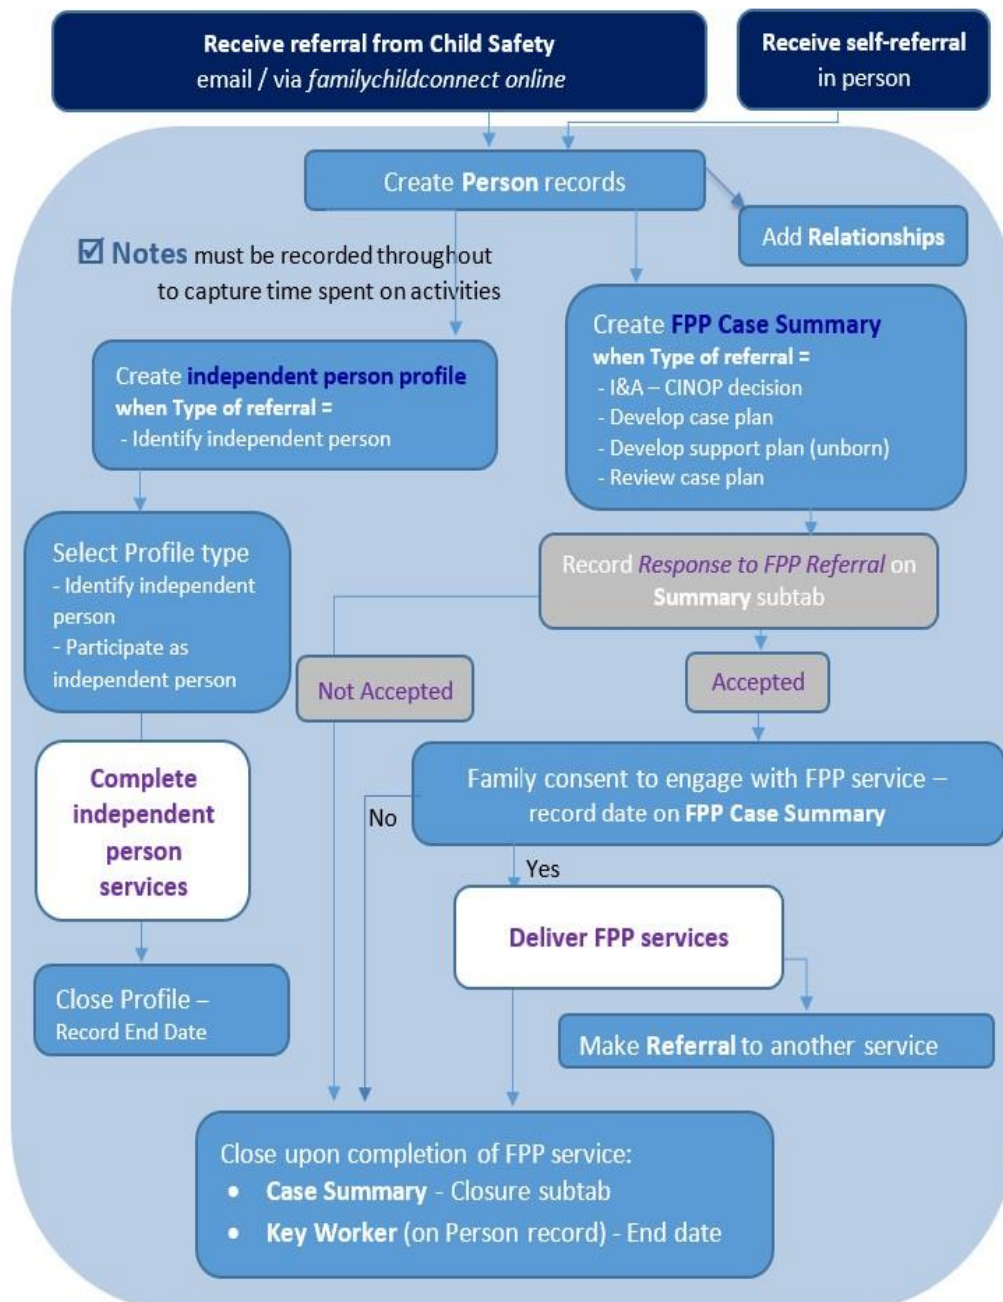 Receive referral from Child Safety
email / via familychildconnect online
Receive self-referral
in person
Create Person records
Add Relationships
☑ Notes must be recorded throughout
to capture time spent on activities
Create independent person profile
when Type of referral =
- Identify independent person
Create FPP Case Summary
when Type of referral =
- I&A – CINOP decision
- Develop case plan
- Develop support plan (unborn)
- Review case plan
Select Profile type
- Identify independent
person
- Participate as
independent person
Record Response to FPP Referral on
Summary subtab
Not Accepted
Accepted
Complete
independent
person
services
Family consent to engage with FPP service –
record date on FPP Case Summary
No
Yes
Deliver FPP services
Close Profile –
Record End Date
Make Referral to another service
Close upon completion of FPP service:
• Case Summary - Closure subtab
• Key Worker (on Person record) - End date